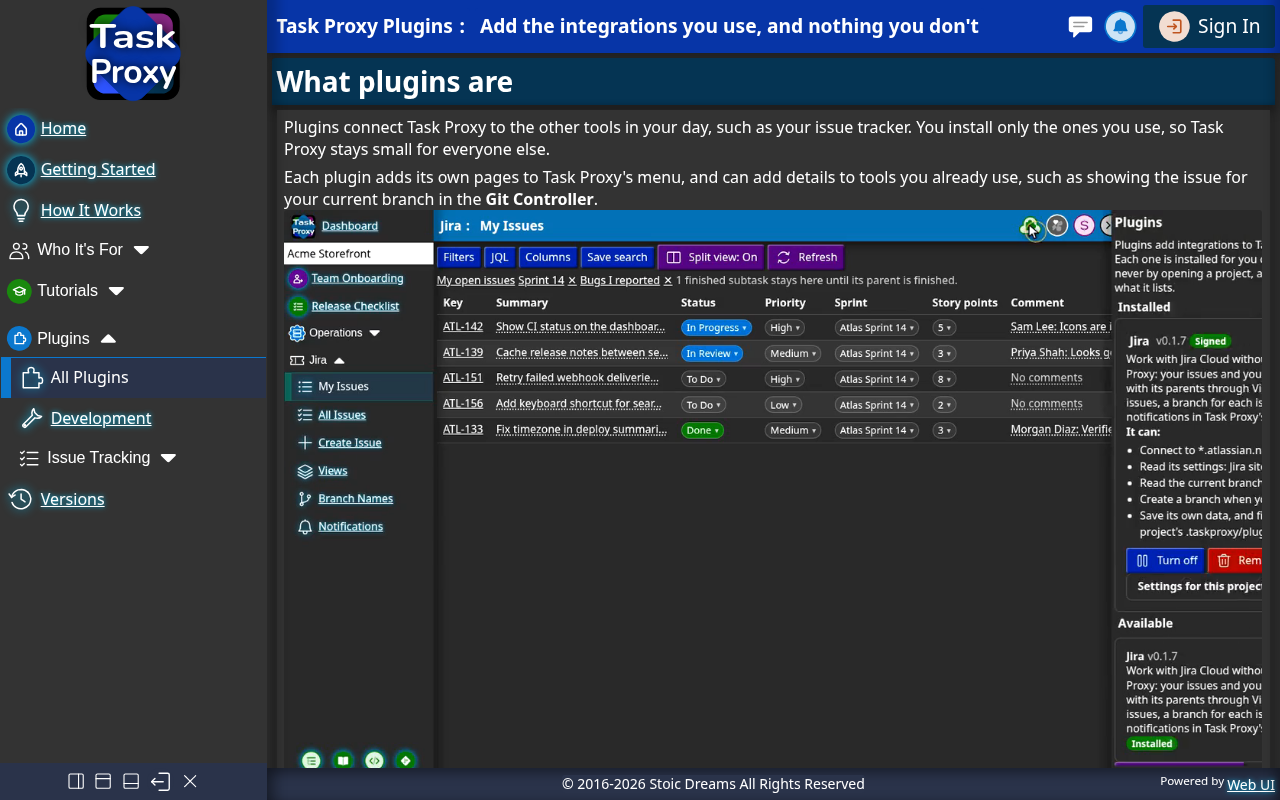 Task
Proxy
Home
Getting Started
How It Works
Who It's For
Tutorials
Plugins
All Plugins
Development
Issue Tracking
Versions
Task Proxy Plugins : Add the integrations you use, and nothing you don't
Sign In
What plugins are
Plugins connect Task Proxy to the other tools in your day, such as your issue tracker. You install only the ones you use, so Task
Proxy stays small for everyone else.
Each plugin adds its own pages to Task Proxy's menu, and can add details to tools you already use, such as showing the issue for
your current branch in the Git Controller.
Task
Proxy
Dashboard
Acme Storefront
Team Onboarding
Release Checklist
Operations
Jira
My Issues
All Issues
Create Issue
Views
Branch Names
Notifications
Jira : My Issues
S
Filters JQL Columns Save search Split view: On Refresh
My open issues Sprint 14 × Bugs I reported × 1 finished subtask stays here until its parent is finished.
Key Summary Status Priority Sprint Story points Comment
ATL-142 Show CI status on the dashboar... In Progress High Atlas Sprint 14 5 Sam Lee: Icons are
ATL-139 Cache release notes between se... In Review Medium Atlas Sprint 14 3 Priya Shah: Looks
ATL-151 Retry failed webhook deliverie... To Do High Atlas Sprint 14 8 No comments
ATL-156 Add keyboard shortcut for sear... To Do Low Atlas Sprint 14 2 No comments
ATL-133 Fix timezone in deploy summari... Done Medium Atlas Sprint 14 3 Morgan Diaz:
Plugins
Plugins add integrations to
Each one is installed for you
never by opening a project,
what it lists.
Installed
Jira v0.1.7 Signed
Work with Jira Cloud
Proxy: your issues and
with its parents through
issues, a branch for each
notifications in Task
It can:
• Connect to
• Read its settings: Jira
• Read the current branch
• Create a branch when
• Save its own data, and
project's
Turn off
Settings for this
Available
Jira v0.1.7
Work with Jira Cloud
Proxy: your issues and
with its parents through
issues, a branch for each
notifications in Task
Installed
© 2016-2026 Stoic Dreams All Rights Reserved
Powered by Web UI